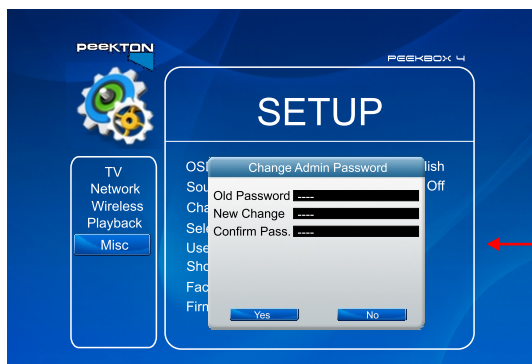 PEEKTON
PEEKBOX 4
SETUP
TV
Network
Wireless
Playback
Misc
Change Admin Password
Old Password ----
New Change ----
Confirm Pass. ----
Yes
No
Off